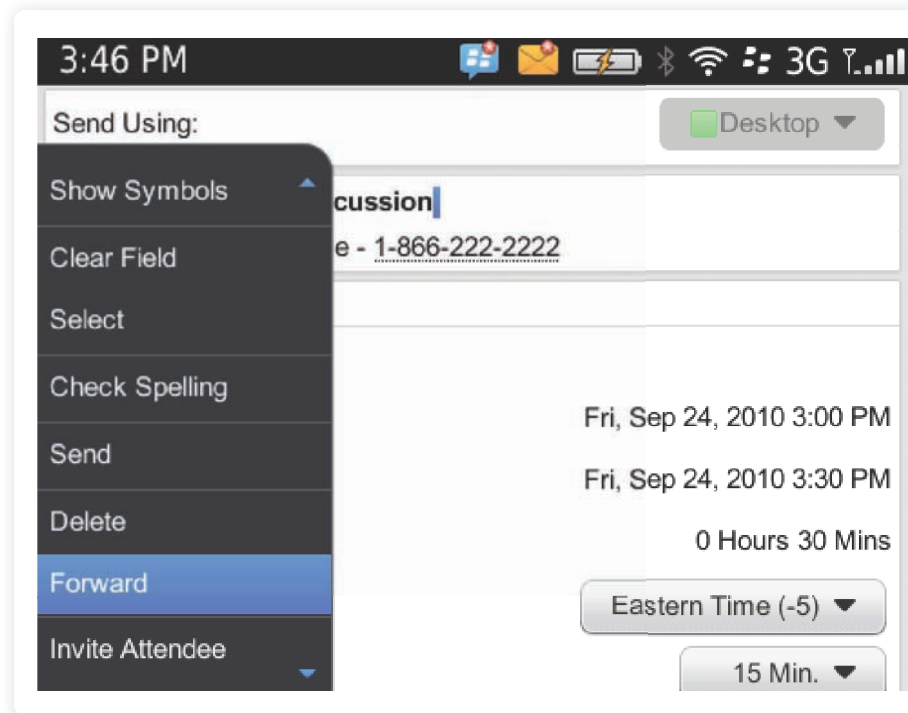 3:46 PM 3G
Send Using: Desktop
Show Symbols
cussion
Clear Field
e - 1-866-222-2222
Select
Check Spelling
Fri, Sep 24, 2010 3:00 PM
Send
Fri, Sep 24, 2010 3:30 PM
Delete
0 Hours 30 Mins
Forward
Eastern Time (-5)
Invite Attendee
15 Min.